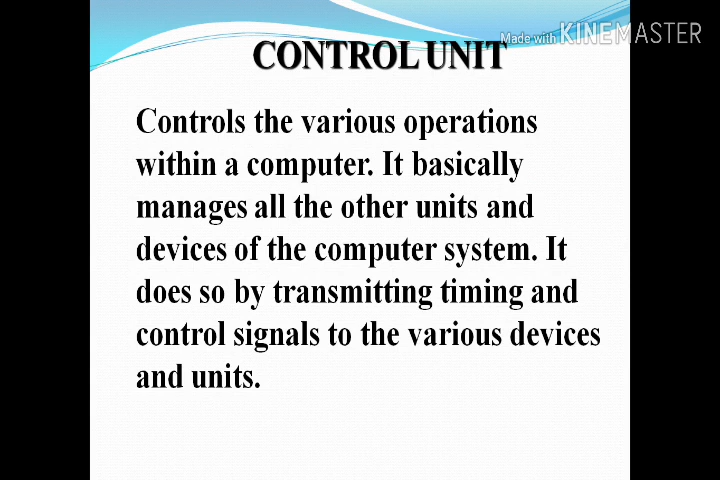 Made with KINEMASTER
CONTROL UNIT
Controls the various operations
within a computer. It basically
manages all the other units and
devices of the computer system. It
does so by transmitting timing and
control signals to the various devices
and units.